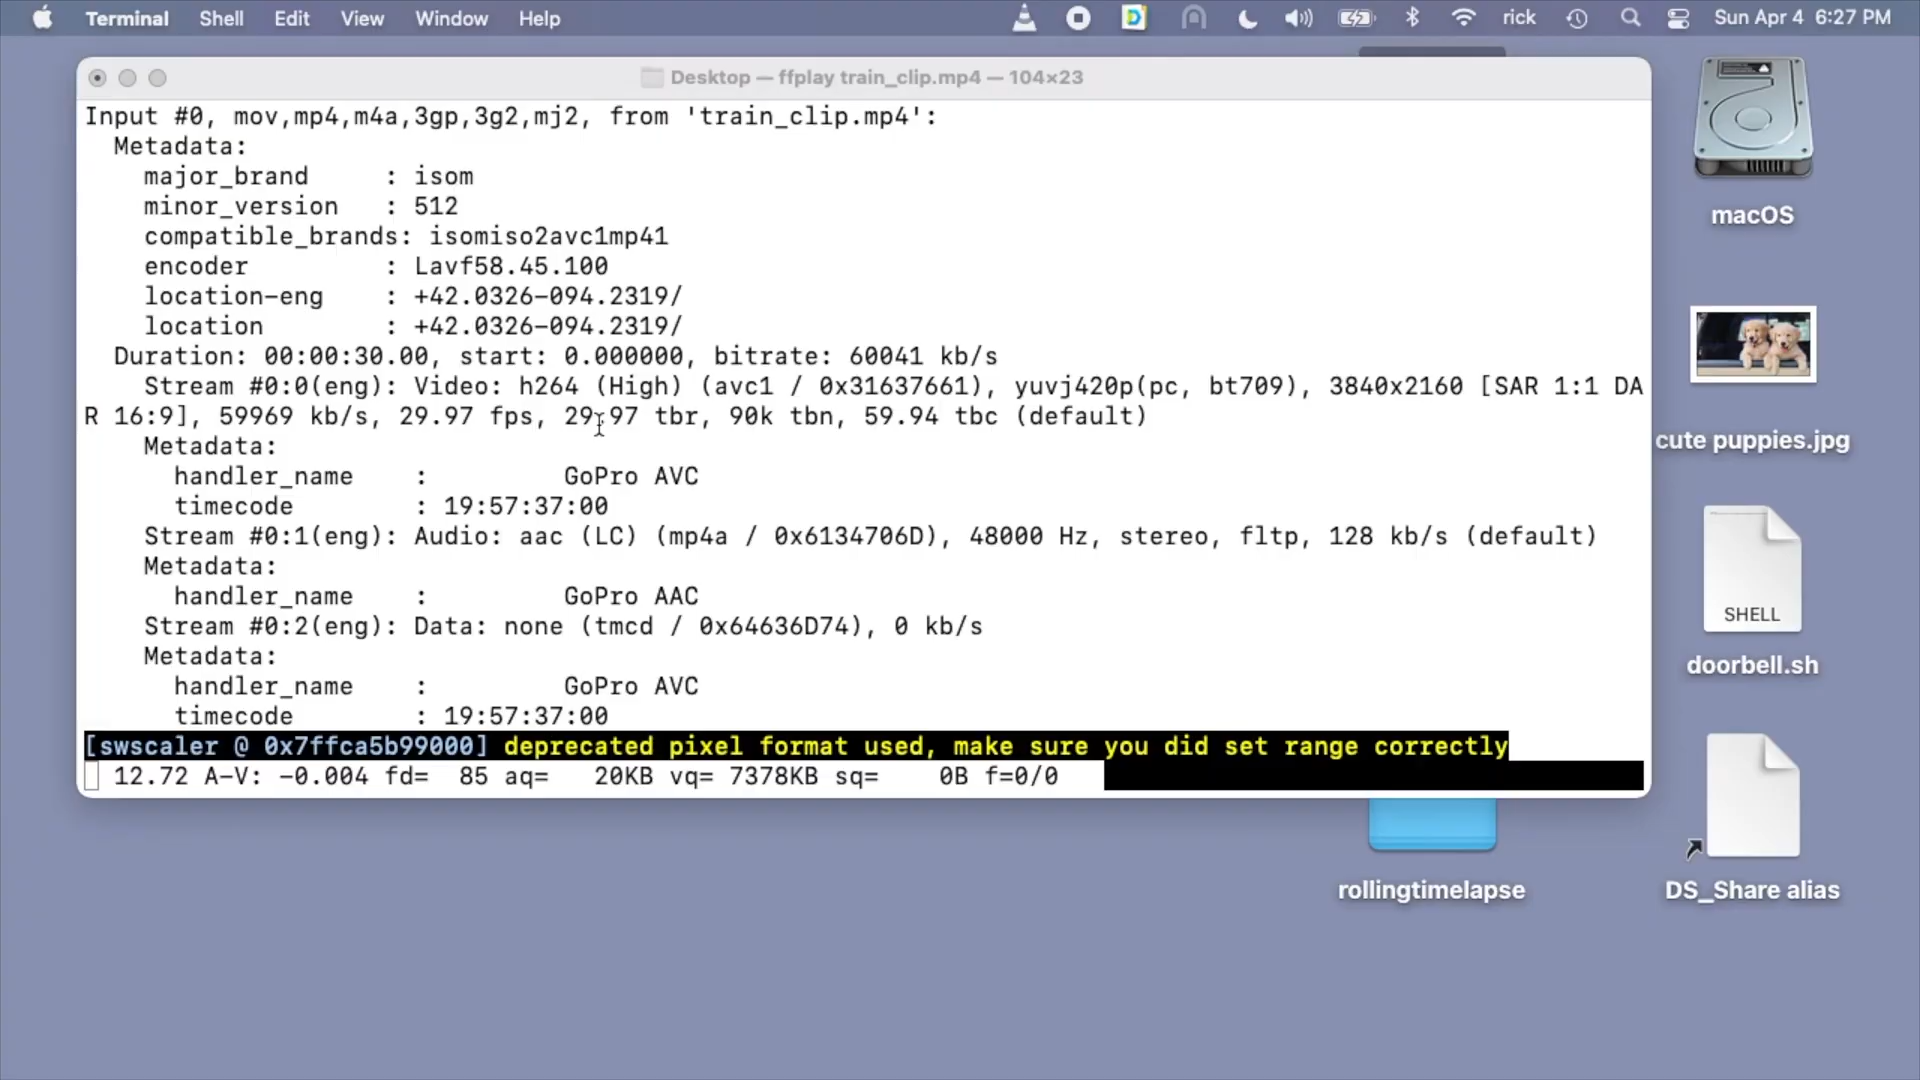 Terminal Shell Edit View Window Help rick Sun Apr 4 6:27 PM
Desktop — ffplay train_clip.mp4 — 104×23
Input #0, mov,mp4,m4a,3gp,3g2,mj2, from 'train_clip.mp4':
Metadata:
major_brand : isom
minor_version : 512
compatible_brands: isomiso2avc1mp41
encoder : Lavf58.45.100
location-eng : +42.0326-094.2319/
location : +42.0326-094.2319/
Duration: 00:00:30.00, start: 0.000000, bitrate: 60041 kb/s
Stream #0:0(eng): Video: h264 (High) (avc1 / 0x31637661), yuvj420p(pc, bt709), 3840x2160 [SAR 1:1 DA
R 16:9], 59969 kb/s, 29.97 fps, 29.97 tbr, 90k tbn, 59.94 tbc (default)
Metadata:
handler_name : GoPro AVC
timecode : 19:57:37:00
Stream #0:1(eng): Audio: aac (LC) (mp4a / 0x6134706D), 48000 Hz, stereo, fltp, 128 kb/s (default)
Metadata:
handler_name : GoPro AAC
Stream #0:2(eng): Data: none (tmcd / 0x64636D74), 0 kb/s
Metadata:
handler_name : GoPro AVC
timecode : 19:57:37:00
[swscaler @ 0x7ffca5b99000] deprecated pixel format used, make sure you did set range correctly
12.72 A-V: -0.004 fd= 85 aq= 20KB vq= 7378KB sq= 0B f=0/0
macOS
cute puppies.jpg
SHELL
doorbell.sh
rollingtimelapse
DS_Share alias